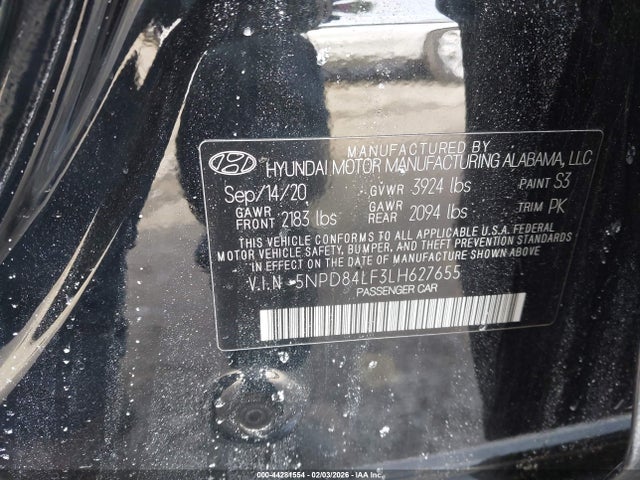 MANUFACTURED BY
HYUNDAI MOTOR MANUFACTURING ALABAMA, LLC
Sep/14/20 GVWR 3924 lbs PAINT S3
GAWR FRONT 2183 lbs GAWR REAR 2094 lbs TRIM PK
THIS VEHICLE CONFORMS TO ALL APPLICABLE U.S.A. FEDERAL
MOTOR VEHICLE SAFETY, BUMPER, AND THEFT PREVENTION STANDARDS
IN EFFECT ON THE DATE OF MANUFACTURE SHOWN ABOVE
V.I.N : 5NPD84LF3LH627655
PASSENGER CAR
000-44281554 | 02/03/2026 | IAA Inc.